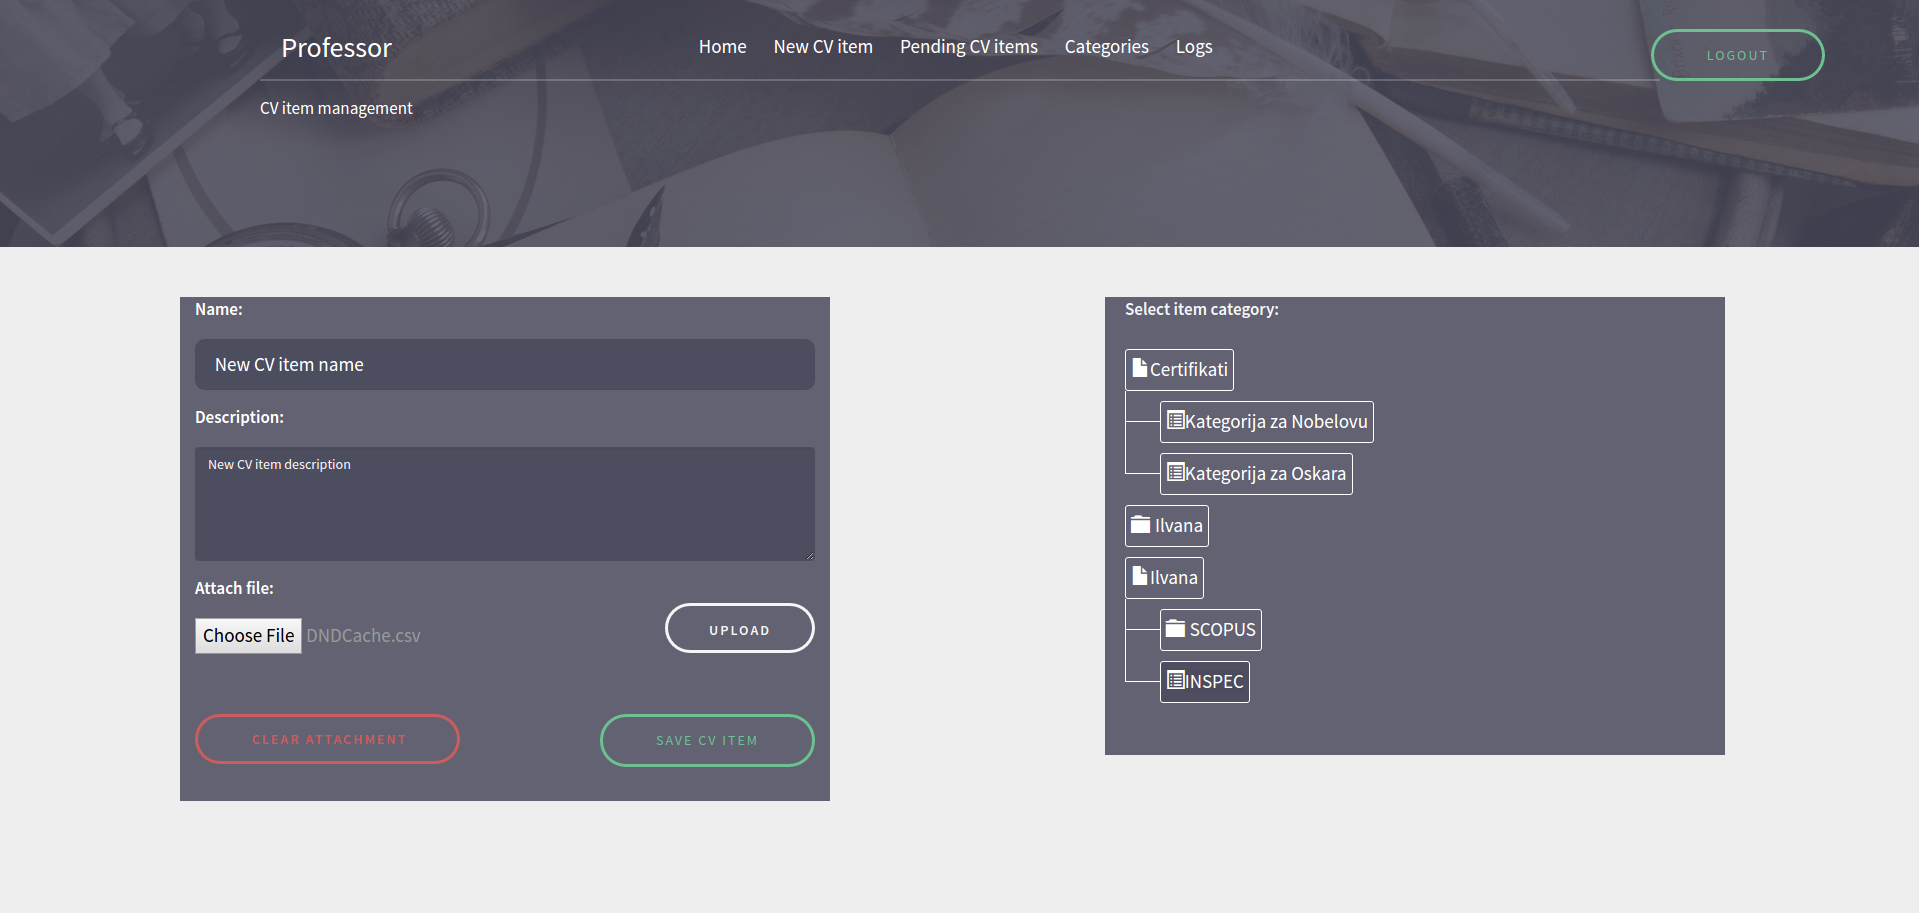 Professor
Home New CV item Pending CV items Categories Logs
LOGOUT
CV item management
Name:
New CV item name
Description:
New CV item description
Attach file:
Choose File DNDCache.csv
UPLOAD
CLEAR ATTACHMENT
SAVE CV ITEM
Select item category:
Certifikati
Kategorija za Nobelovu
Kategorija za Oskara
Ilvana
Ilvana
SCOPUS
INSPEC